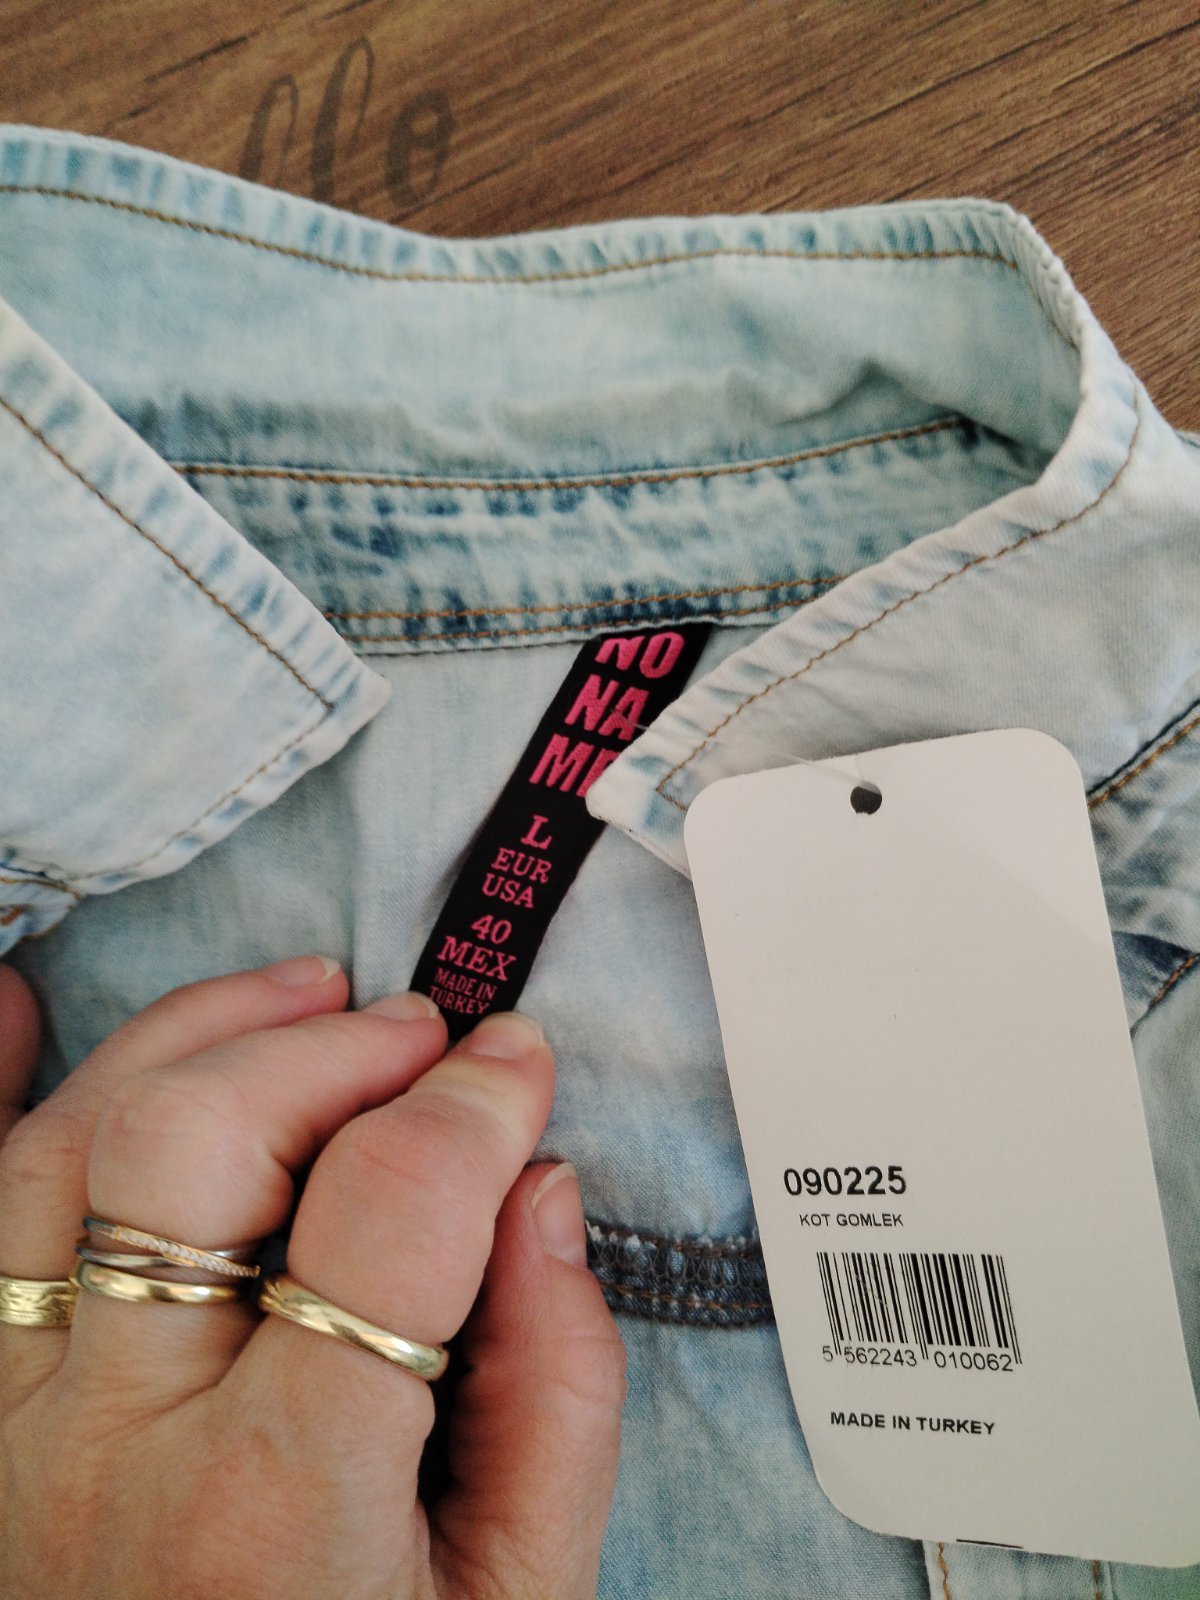 llo
NO
NA
ME
L
EUR
USA
40
MEX
MADE IN
TURKEY
090225
KOT GOMLEK
5 562243 010062
MADE IN TURKEY